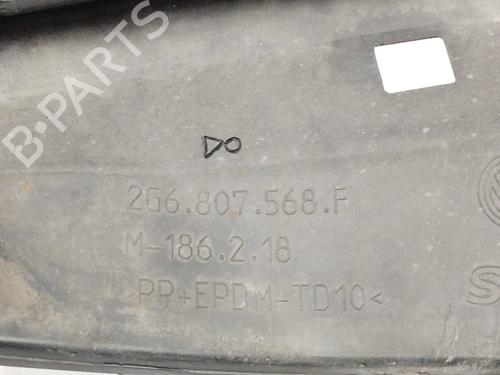 B-PARTS
DO
2G6.807.568.F
M-186.2.18
>PP+EPDM-TD10<
S